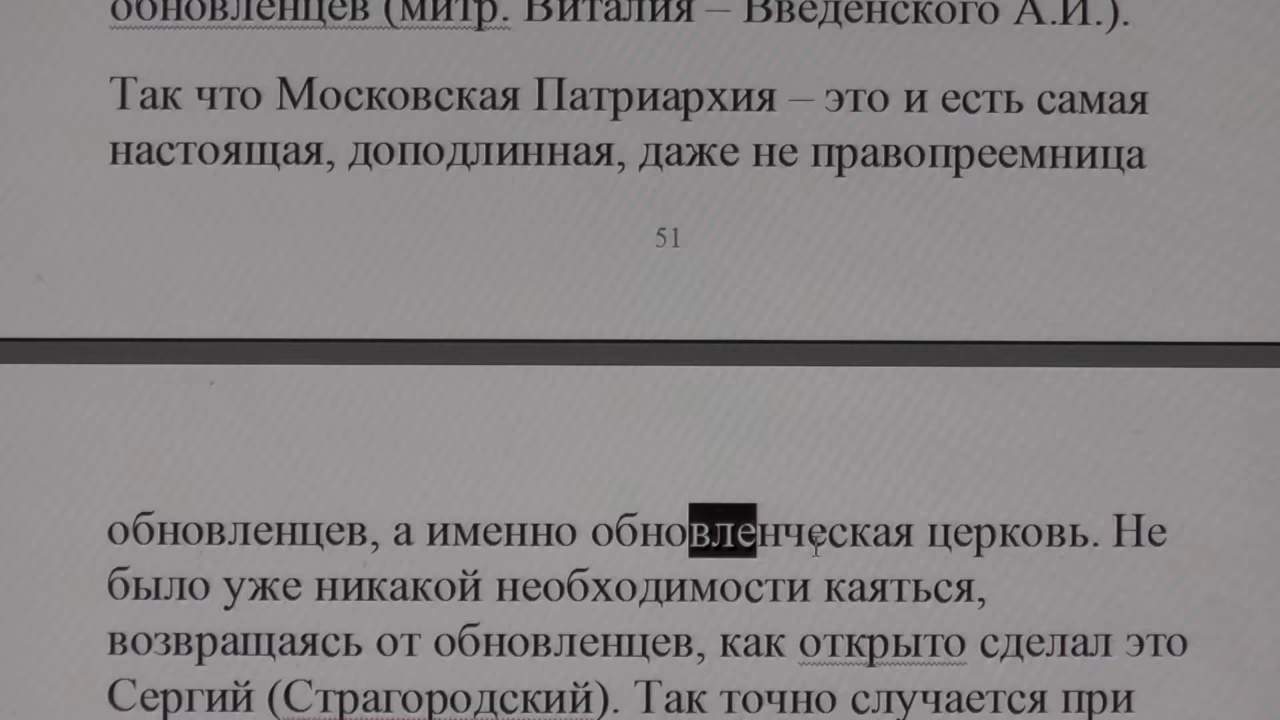 обновленцев (митр. Виталия – Введенского А.И.).
Так что Московская Патриархия – это и есть самая
настоящая, доподлинная, даже не правопреемница
51
обновленцев, а именно обновленческая церковь. Не
было уже никакой необходимости каяться,
возвращаясь от обновленцев, как открыто сделал это
Сергий (Страгородский). Так точно случается при